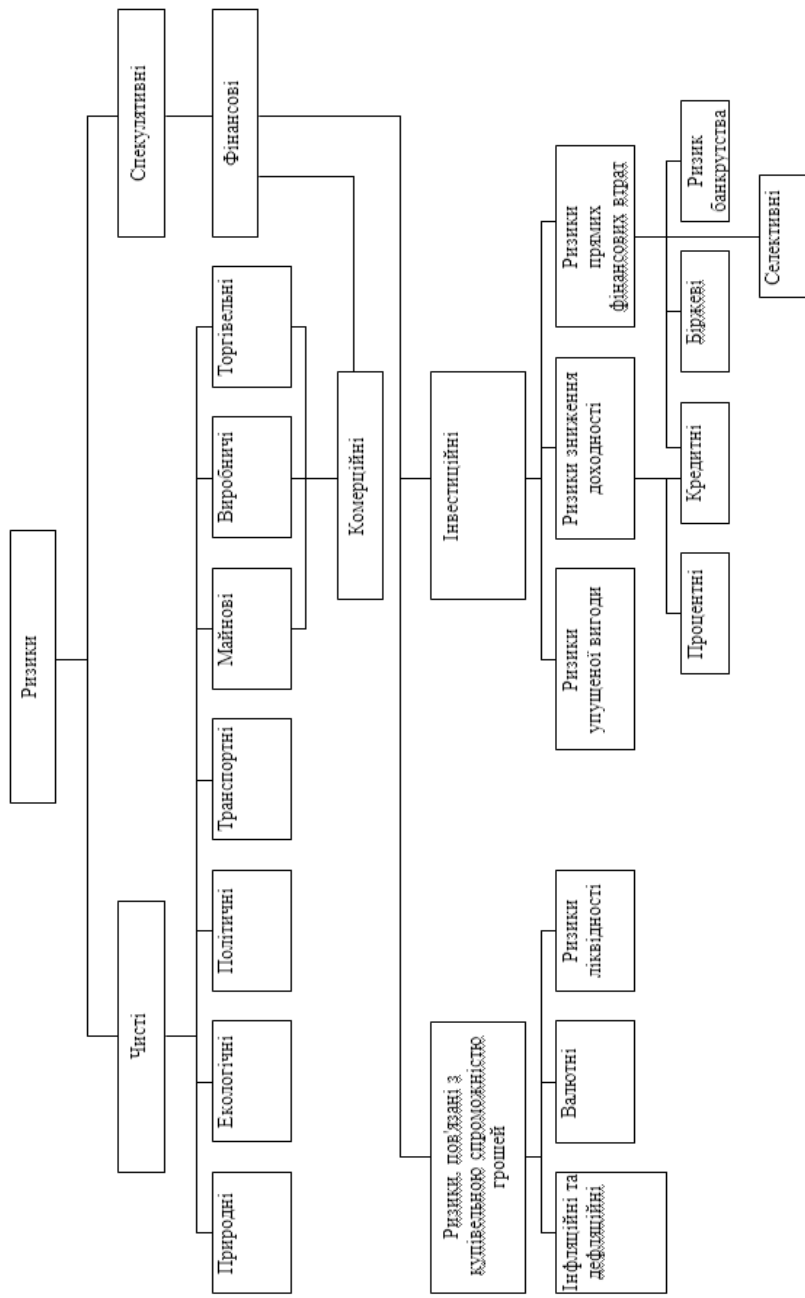 Ризики
Чисті
Спекулятивні
Природні
Екологічні
Політичні
Транспортні
Майнові
Виробничі
Торгівельні
Фінансові
Комерційні
Ризики, пов'язані з
купівельною спроможністю
грошей
Інвестиційні
Інфляційні та
дефляційні
Валютні
Ризики
ліквідності
Ризики
упущеної вигоди
Ризики зниження
доходності
Ризики
прямих
фінансових втрат
Процентні
Кредитні
Біржеві
Ризик
банкрутства
Селективні